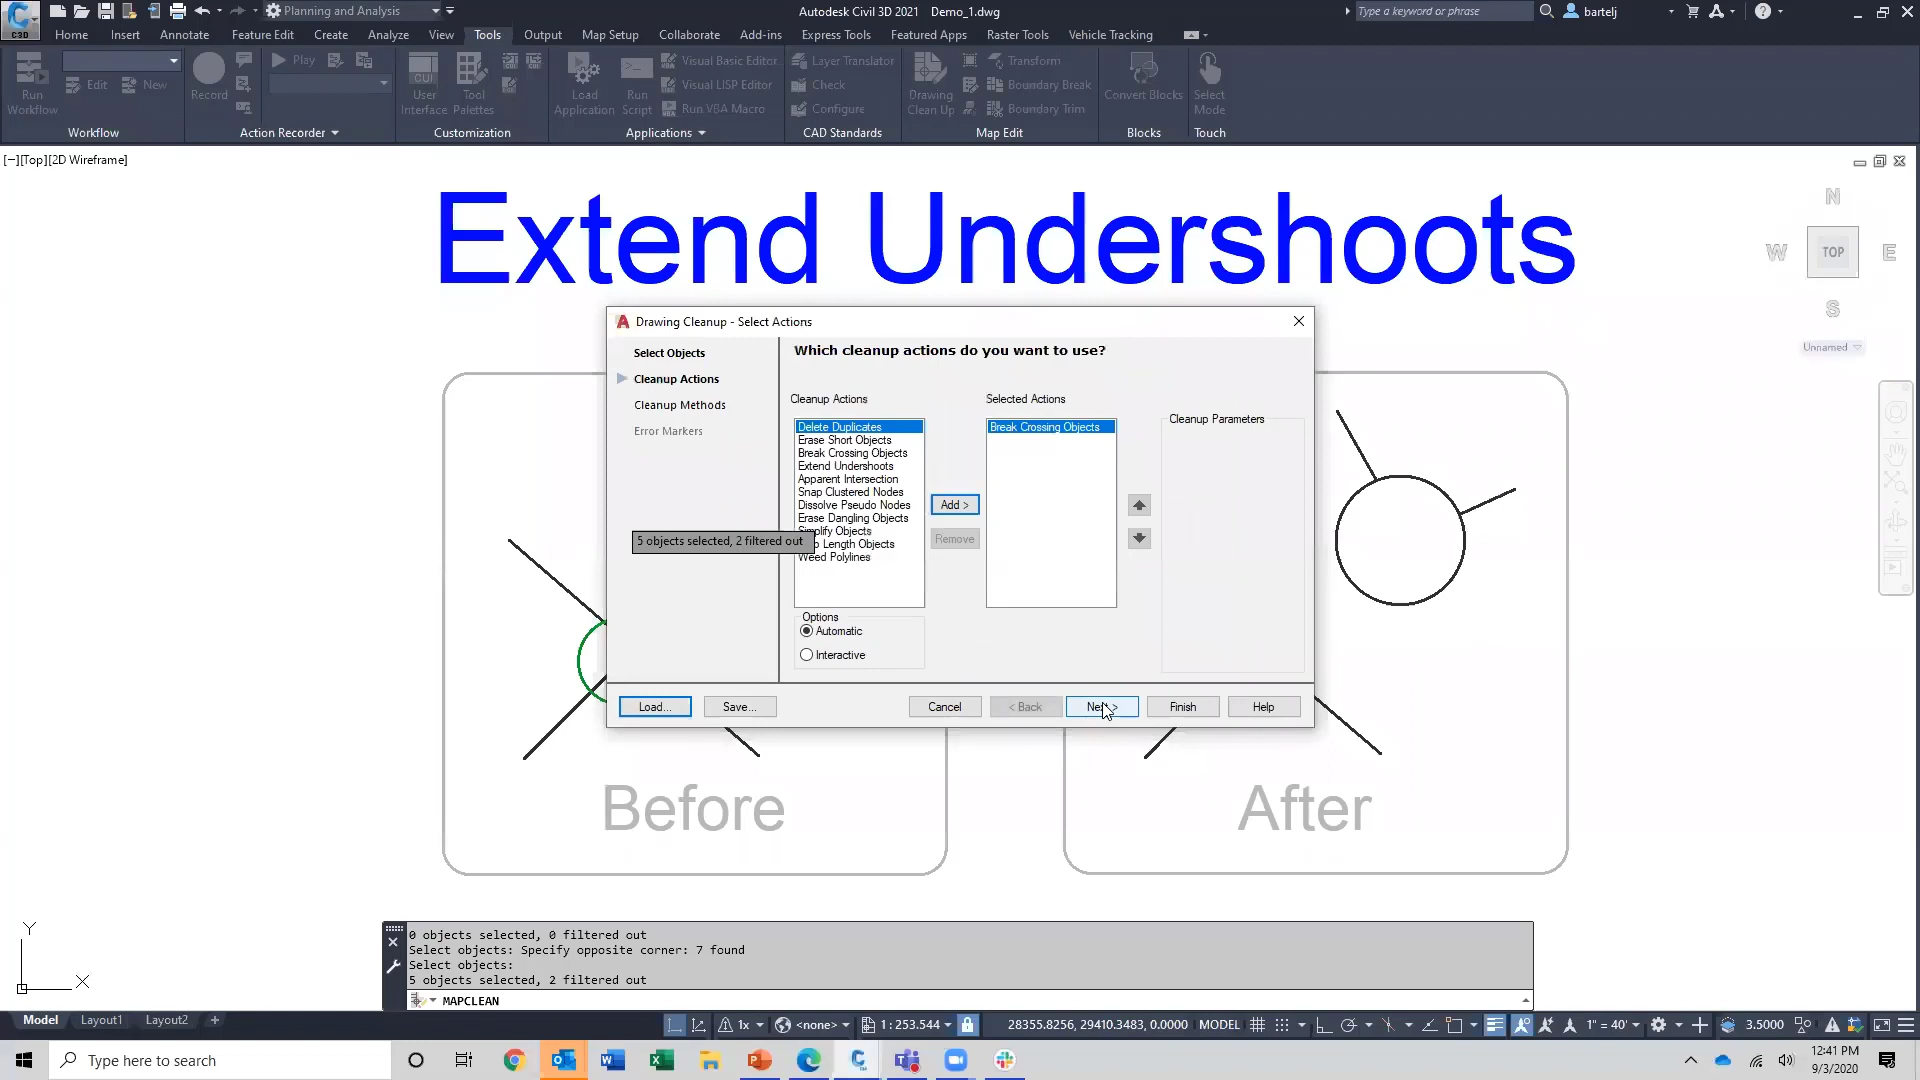 C3D
Planning and Analysis
Autodesk Civil 3D 2021 Demo_1.dwg
Type a keyword or phrase
bartelj
Home Insert Annotate Feature Edit Create Analyze View Tools Output Map Setup Collaborate Add-ins Express Tools Featured Apps Raster Tools Vehicle Tracking
Run Workflow
Edit
New
Workflow
Record
Play
Action Recorder
CUI
User Interface
Tool Palettes
Customization
Load Application
Run Script
Visual Basic Editor
Visual LISP Editor
Run VBA Macro
Applications
Layer Translator
Check
Configure
CAD Standards
Drawing Clean Up
Transform
Boundary Break
Boundary Trim
Map Edit
Convert Blocks
Blocks
Select Mode
Touch
[−][Top][2D Wireframe]
Extend Undershoots
N
W
TOP
E
S
Unnamed
Drawing Cleanup - Select Actions
Select Objects
Cleanup Actions
Cleanup Methods
Error Markers
Which cleanup actions do you want to use?
Cleanup Actions
Delete Duplicates
Erase Short Objects
Break Crossing Objects
Extend Undershoots
Apparent Intersection
Snap Clustered Nodes
Dissolve Pseudo Nodes
Erase Dangling Objects
Simplify Objects
Length Objects
Weed Polylines
5 objects selected, 2 filtered out
Add >
Remove
Selected Actions
Break Crossing Objects
Cleanup Parameters
Options
Automatic
Interactive
Load...
Save...
Cancel
< Back
Next >
Finish
Help
Before
After
0 objects selected, 0 filtered out
Select objects: Specify opposite corner: 7 found
Select objects:
5 objects selected, 2 filtered out
MAPCLEAN
Y
X
Model Layout1 Layout2 +
1x
<none>
1 : 253.544
28355.8256, 29410.3483, 0.0000
MODEL
1" = 40'
3.5000
Type here to search
12:41 PM
9/3/2020